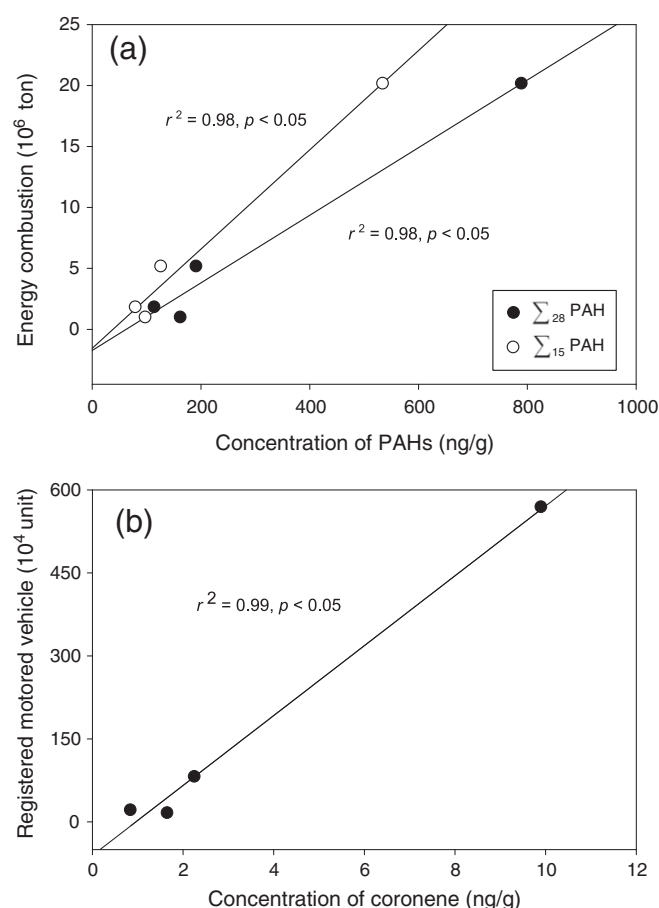 (a)
25
20
15
10
5
0
Energy combustion (10⁶ ton)
r² = 0.98, p < 0.05
r² = 0.98, p < 0.05
∑₂₈ PAH
∑₁₅ PAH
0 200 400 600 800 1000
Concentration of PAHs (ng/g)
(b)
600
450
300
150
0
Registered motored vehicle (10⁴ unit)
r² = 0.99, p < 0.05
0 2 4 6 8 10 12
Concentration of coronene (ng/g)